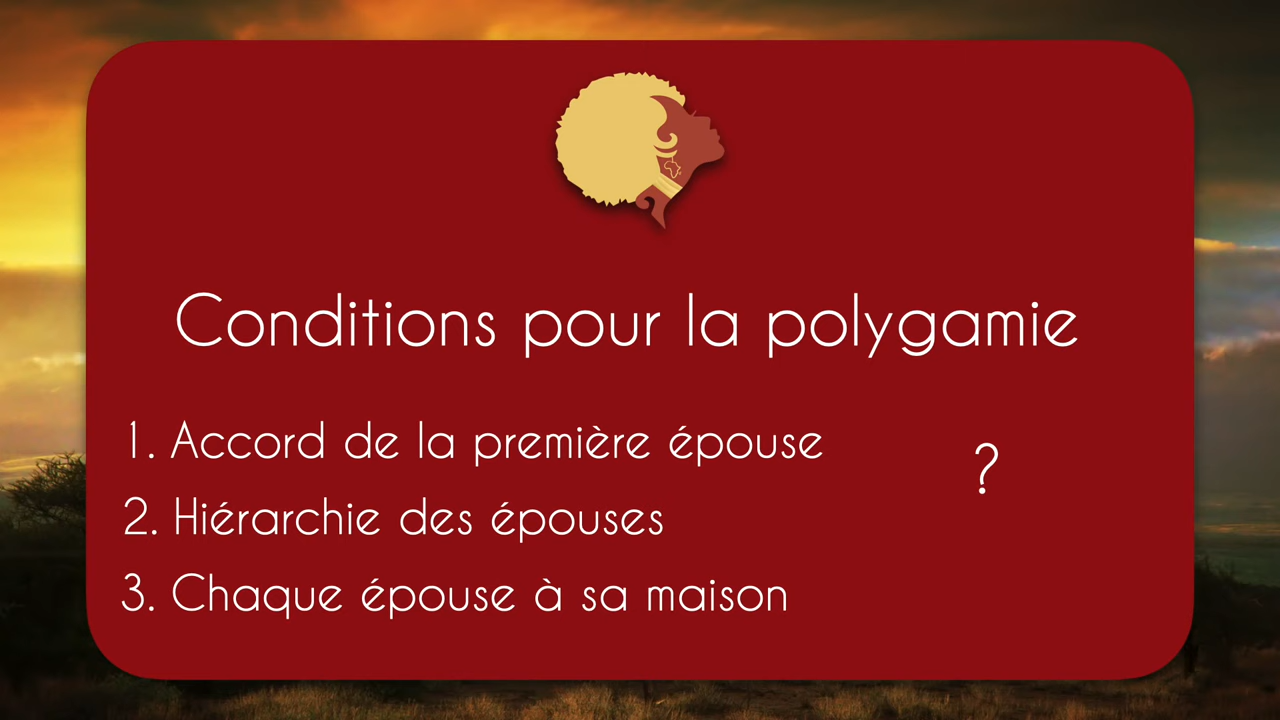 Conditions pour la polygamie
1. Accord de la première épouse
?
2. Hiérarchie des épouses
3. Chaque épouse à sa maison